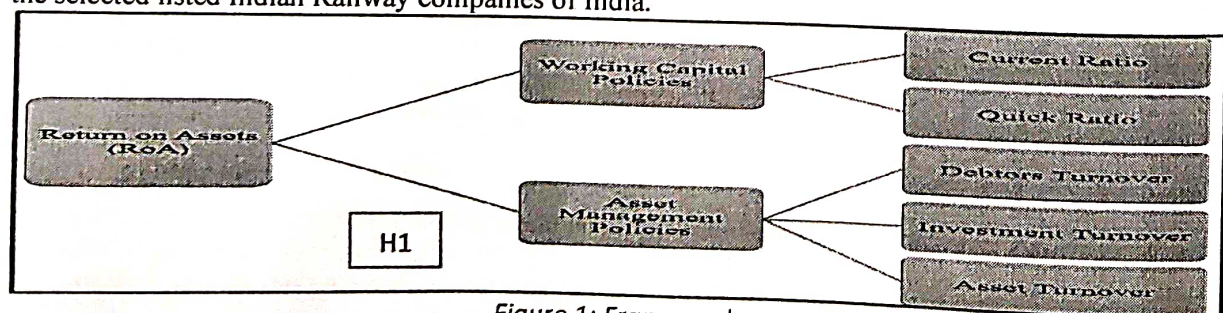 the selected listed Indian Railway companies of India.
Return on Assets
(RoA)
Working Capital
Policies
Asset
Management
Policies
H1
Current Ratio
Quick Ratio
Debtors Turnover
Investment Turnover
Asset Turnover
Figure 1: